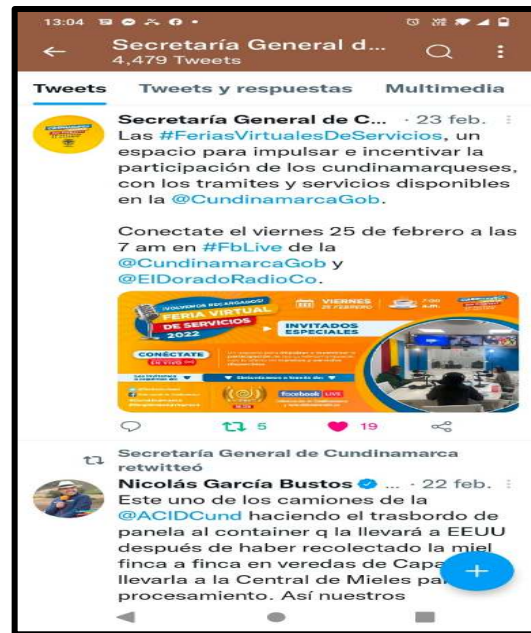 13:04
Secretaría General d...
4,479 Tweets
Tweets Tweets y respuestas Multimedia
Secretaría General de C... · 23 feb.
Las #FeriasVirtualesDeServicios, un
espacio para impulsar e incentivar la
participación de los cundinamarqueses,
con los tramites y servicios disponibles
en la @CundinamarcaGob.
Conectate el viernes 25 de febrero a las
7 am en #FbLive de la
@CundinamarcaGob y
@ElDoradoRadioCo.
¡VOLVEMOS RECARGADOS!
FERIA VIRTUAL
DE SERVICIOS
2022
CONÉCTATE
EN VIVO
VIERNES
25 FEBRERO
7:00
a.m.
INVITADOS
ESPECIALES
facebook LIVE
5 19
Secretaría General de Cundinamarca
retwitteó
Nicolás García Bustos ... · 22 feb.
Este uno de los camiones de la
@ACIDCund haciendo el trasbordo de
panela al container q la llevará a EEUU
después de haber recolectado la miel
finca a finca en veredas de Capa
llevarla a la Central de Mieles pa
procesamiento. Así nuestros